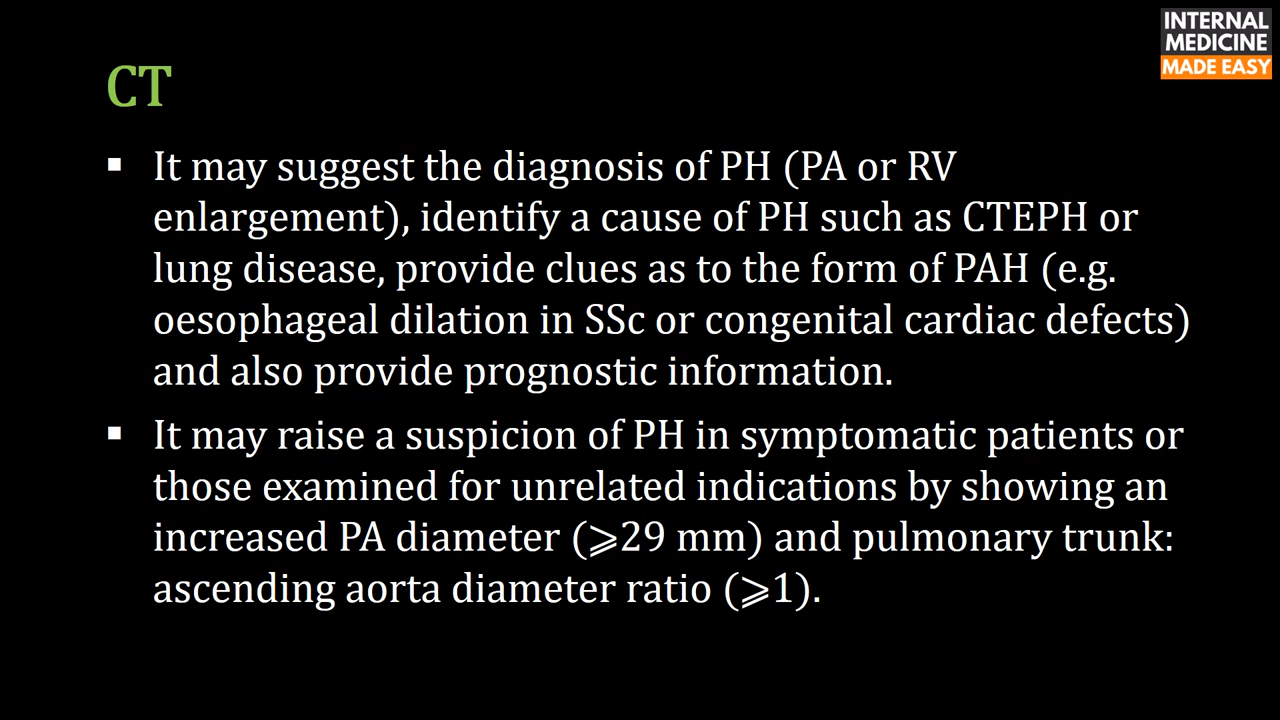 INTERNAL
MEDICINE
MADE EASY
CT
▪ It may suggest the diagnosis of PH (PA or RV
enlargement), identify a cause of PH such as CTEPH or
lung disease, provide clues as to the form of PAH (e.g.
oesophageal dilation in SSc or congenital cardiac defects)
and also provide prognostic information.
▪ It may raise a suspicion of PH in symptomatic patients or
those examined for unrelated indications by showing an
increased PA diameter (⩾29 mm) and pulmonary trunk:
ascending aorta diameter ratio (⩾1).